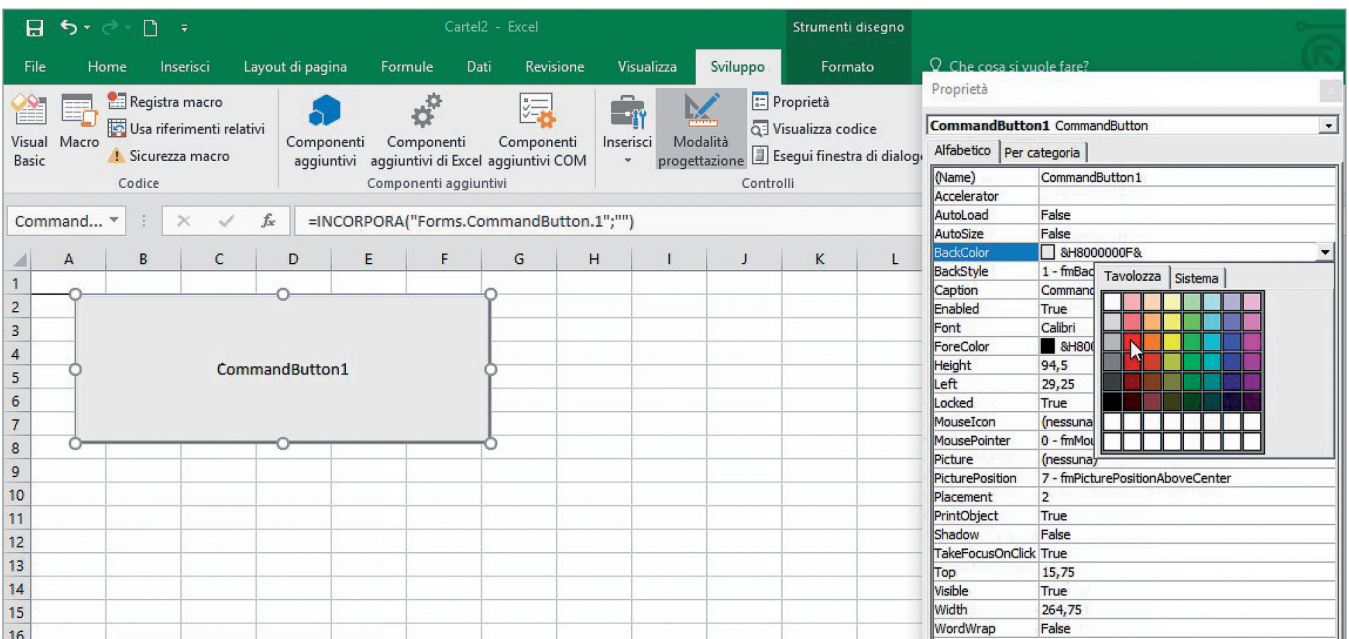 Cartel2 - Excel
Strumenti disegno
File Home Inserisci Layout di pagina Formule Dati Revisione Visualizza Sviluppo Formato Che cosa si vuole fare?
Visual Basic
Macro
Registra macro
Usa riferimenti relativi
Sicurezza macro
Codice
Componenti aggiuntivi
Componenti aggiuntivi di Excel
Componenti aggiuntivi COM
Componenti aggiuntivi
Inserisci
Modalità progettazione
Proprietà
Visualizza codice
Esegui finestra di dialog
Controlli
Command... fx =INCORPORA("Forms.CommandButton.1";"")
A B C D E F G H I J K L
1
2
3
4
5
6
7
8
9
10
11
12
13
14
15
16
CommandButton1
Proprietà
CommandButton1 CommandButton
Alfabetico Per categoria
(Name) CommandButton1
Accelerator
AutoLoad False
AutoSize False
BackColor &H8000000F&
BackStyle 1 - fmBac
Caption Command
Enabled True
Font Calibri
ForeColor &H800
Height 94,5
Left 29,25
Locked True
MouseIcon (nessuna
MousePointer 0 - fmMou
Picture (nessuna)
PicturePosition 7 - fmPicturePositionAboveCenter
Placement 2
PrintObject True
Shadow False
TakeFocusOnClick True
Top 15,75
Visible True
Width 264,75
WordWrap False
Tavolozza Sistema